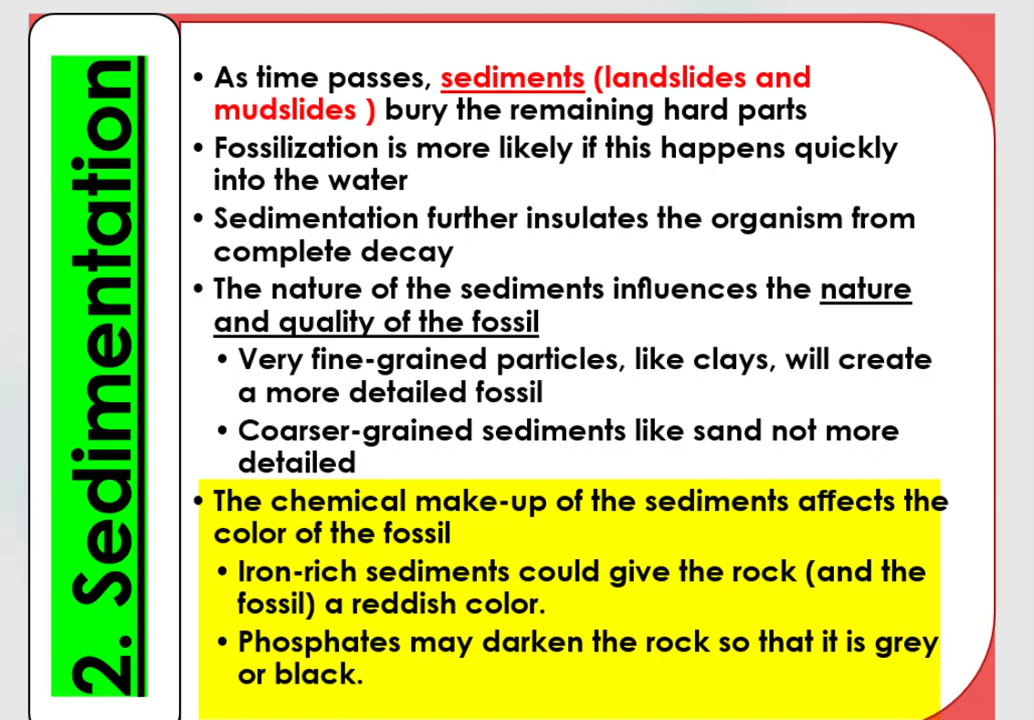 2. Sedimentation
• As time passes, sediments (landslides and
mudslides ) bury the remaining hard parts
• Fossilization is more likely if this happens quickly
into the water
• Sedimentation further insulates the organism from
complete decay
• The nature of the sediments influences the nature
and quality of the fossil
• Very fine-grained particles, like clays, will create
a more detailed fossil
• Coarser-grained sediments like sand not more
detailed
• The chemical make-up of the sediments affects the
color of the fossil
• Iron-rich sediments could give the rock (and the
fossil) a reddish color.
• Phosphates may darken the rock so that it is grey
or black.